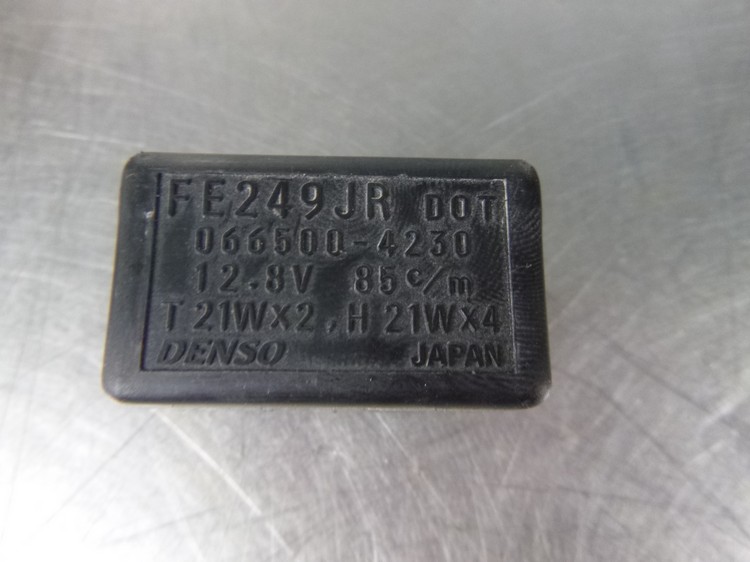 FE249JR DOT
066500-4230
12.8V 85c/m
T 21WX2, H 21WX4
DENSO JAPAN